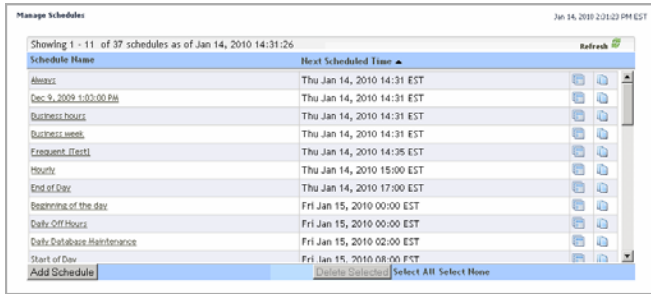 Manage Schedules
Jan 14, 2010 2:31:23 PM EST
Showing 1 - 11 of 37 schedules as of Jan 14, 2010 14:31:26
Refresh
Schedule Name Next Scheduled Time
Always Thu Jan 14, 2010 14:31 EST
Dec 9, 2009 1:03:00 PM Thu Jan 14, 2010 14:31 EST
Business hours Thu Jan 14, 2010 14:31 EST
Business week Thu Jan 14, 2010 14:31 EST
Frequent [Test] Thu Jan 14, 2010 14:35 EST
Hourly Thu Jan 14, 2010 15:00 EST
End of Day Thu Jan 14, 2010 17:00 EST
Beginning of the day Fri Jan 15, 2010 00:00 EST
Daily Off Hours Fri Jan 15, 2010 00:00 EST
Daily Database Maintenance Fri Jan 15, 2010 02:00 EST
Start of Day Fri Jan 15, 2010 08:00 EST
Add Schedule Delete Selected Select All Select None